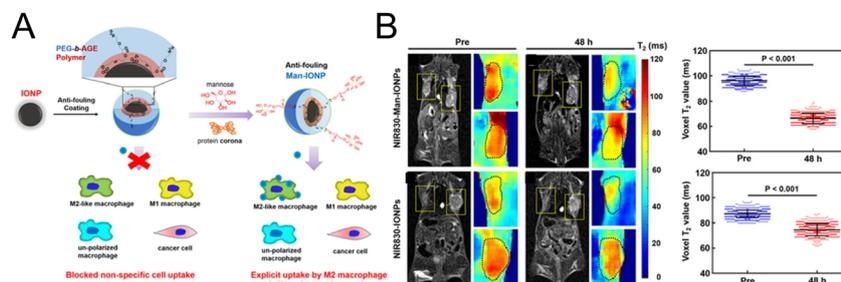 A
PEG-b-AGE
Polymer
IONP
Anti-fouling
Coating
mannose
protein corona
Anti-fouling
Man-IONP
M2-like macrophage
M1 macrophage
un-polarized
macrophage
cancer cell
Blocked non-specific cell uptake
M2-like macrophage
M1 macrophage
un-polarized
macrophage
cancer cell
Explicit uptake by M2 macrophage
B
Pre
48 h
T2 (ms)
NIR830-Man-IONPs
NIR830-IONPs
120
100
80
60
40
20
0
Voxel T2 value (ms)
120
100
80
60
40
P < 0.001
Pre
48 h
Voxel T2 value (ms)
120
100
80
60
40
P < 0.001
Pre
48 h